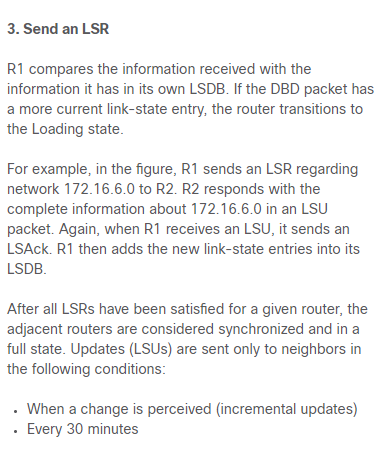 3. Send an LSR
R1 compares the information received with the
information it has in its own LSDB. If the DBD packet has
a more current link-state entry, the router transitions to
the Loading state.
For example, in the figure, R1 sends an LSR regarding
network 172.16.6.0 to R2. R2 responds with the
complete information about 172.16.6.0 in an LSU
packet. Again, when R1 receives an LSU, it sends an
LSAck. R1 then adds the new link-state entries into its
LSDB.
After all LSRs have been satisfied for a given router, the
adjacent routers are considered synchronized and in a
full state. Updates (LSUs) are sent only to neighbors in
the following conditions:
• When a change is perceived (incremental updates)
• Every 30 minutes